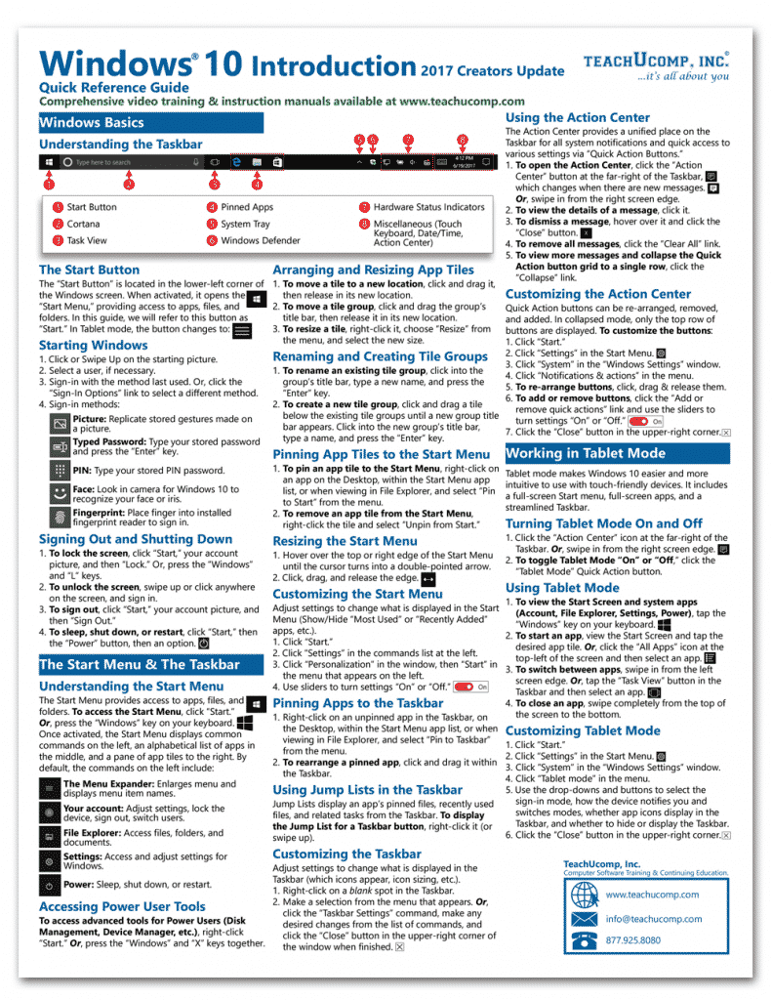 Windows® 10 Introduction 2017 Creators Update
Quick Reference Guide
Comprehensive video training & instruction manuals available at www.teachucomp.com
TEACHUCOMP, INC.®
...it's all about you
Windows Basics
Understanding the Taskbar
Type here to search
4:12 PM
6/19/2017
1 2 3 4 5 6 7 8
1 Start Button
2 Cortana
3 Task View
4 Pinned Apps
5 System Tray
6 Windows Defender
7 Hardware Status Indicators
8 Miscellaneous (Touch
Keyboard, Date/Time,
Action Center)
The Start Button
The "Start Button" is located in the lower-left corner of
the Windows screen. When activated, it opens the
"Start Menu," providing access to apps, files, and
folders. In this guide, we will refer to this button as
"Start." In Tablet mode, the button changes to:
Starting Windows
1. Click or Swipe Up on the starting picture.
2. Select a user, if necessary.
3. Sign-in with the method last used. Or, click the
"Sign-In Options" link to select a different method.
4. Sign-in methods:
Picture: Replicate stored gestures made on
a picture.
Typed Password: Type your stored password
and press the "Enter" key.
PIN: Type your stored PIN password.
Face: Look in camera for Windows 10 to
recognize your face or iris.
Fingerprint: Place finger into installed
fingerprint reader to sign in.
Signing Out and Shutting Down
1. To lock the screen, click "Start," your account
picture, and then "Lock." Or, press the "Windows"
and "L" keys.
2. To unlock the screen, swipe up or click anywhere
on the screen, and sign in.
3. To sign out, click "Start," your account picture, and
then "Sign Out."
4. To sleep, shut down, or restart, click "Start," then
the "Power" button, then an option.
The Start Menu & The Taskbar
Understanding the Start Menu
The Start Menu provides access to apps, files, and
folders. To access the Start Menu, click "Start."
Or, press the "Windows" key on your keyboard.
Once activated, the Start Menu displays common
commands on the left, an alphabetical list of apps in
the middle, and a pane of app tiles to the right. By
default, the commands on the left include:
The Menu Expander: Enlarges menu and
displays menu item names.
Your account: Adjust settings, lock the
device, sign out, switch users.
File Explorer: Access files, folders, and
documents.
Settings: Access and adjust settings for
Windows.
Power: Sleep, shut down, or restart.
Accessing Power User Tools
To access advanced tools for Power Users (Disk
Management, Device Manager, etc.), right-click
"Start." Or, press the "Windows" and "X" keys together.
Arranging and Resizing App Tiles
1. To move a tile to a new location, click and drag it,
then release in its new location.
2. To move a tile group, click and drag the group's
title bar, then release it in its new location.
3. To resize a tile, right-click it, choose "Resize" from
the menu, and select the new size.
Renaming and Creating Tile Groups
1. To rename an existing tile group, click into the
group's title bar, type a new name, and press the
"Enter" key.
2. To create a new tile group, click and drag a tile
below the existing tile groups until a new group title
bar appears. Click into the new group's title bar,
type a name, and then press the "Enter" key.
Pinning App Tiles to the Start Menu
1. To pin an app tile to the Start Menu, right-click on
an app on the Desktop, within the Start Menu app
list, or when viewing in File Explorer, and select "Pin
to Start" from the menu.
2. To remove an app tile from the Start Menu,
right-click the tile and select "Unpin from Start."
Resizing the Start Menu
1. Hover over the top or right edge of the Start Menu
until the cursor turns into a double-pointed arrow.
2. Click, drag, and release the edge.
Customizing the Start Menu
Adjust settings to change what is displayed in the Start
Menu (Show/Hide "Most Used" or "Recently Added"
apps, etc.).
1. Click "Start."
2. Click "Settings" in the commands list at the left.
3. Click "Personalization" in the window, then "Start" in
the menu that appears on the left.
4. Use sliders to turn settings "On" or "Off." On
Pinning Apps to the Taskbar
1. Right-click on an unpinned app in the Taskbar, on
the Desktop, within the Start Menu app list, or when
viewing in File Explorer, and select "Pin to Taskbar"
from the menu.
2. To rearrange a pinned app, click and drag it within
the Taskbar.
Using Jump Lists in the Taskbar
Jump Lists display an app's pinned files, recently used
files, and related tasks from the Taskbar. To display
the Jump List for a Taskbar button, right-click it (or
swipe up).
Customizing the Taskbar
Adjust settings to change what is displayed in the
Taskbar (which icons appear, icon sizing, etc.).
1. Right-click on a blank spot in the Taskbar.
2. Make a selection from the menu that appears. Or,
click the "Taskbar Settings" command, make any
desired changes from the list of commands, and
click the "Close" button in the upper-right corner of
the window when finished.
Using the Action Center
The Action Center provides a unified place on the
Taskbar for all system notifications and quick access to
various settings via "Quick Action Buttons."
1. To open the Action Center, click the "Action
Center" button at the far-right of the Taskbar,
which changes when there are new messages.
Or, swipe in from the right screen edge.
2. To view the details of a message, click it.
3. To dismiss a message, hover over it and click the
"Close" button.
4. To remove all messages, click the "Clear All" link.
5. To view more messages and collapse the Quick
Action button grid to a single row, click the
"Collapse" link.
Customizing the Action Center
Quick Action buttons can be re-arranged, removed,
and added. In collapsed mode, only the top row of
buttons are displayed. To customize the buttons:
1. Click "Start."
2. Click "Settings" in the Start Menu.
3. Click "System" in the "Windows Settings" window.
4. Click "Notifications & actions" in the menu.
5. To re-arrange buttons, click, drag & release them.
6. To add or remove buttons, click the "Add or
remove quick actions" link and use the sliders to
turn settings "On" or "Off." On
7. Click the "Close" button in the upper-right corner.
Working in Tablet Mode
Tablet mode makes Windows 10 easier and more
intuitive to use with touch-friendly devices. It includes
a full-screen Start menu, full-screen apps, and a
streamlined Taskbar.
Turning Tablet Mode On and Off
1. Click the "Action Center" icon at the far-right of the
Taskbar. Or, swipe in from the right screen edge.
2. To toggle Tablet Mode "On" or "Off," click the
"Tablet Mode" Quick Action button.
Using Tablet Mode
1. To view the Start Screen and system apps
(Account, File Explorer, Settings, Power), tap the
"Windows" key on your keyboard.
2. To start an app, view the Start Screen and tap the
desired app tile. Or, click the "All Apps" icon at the
top-left of the screen and then select an app.
3. To switch between apps, swipe in from the left
screen edge. Or, tap the "Task View" button in the
Taskbar and then select an app.
4. To close an app, swipe completely from the top of
the screen to the bottom.
Customizing Tablet Mode
1. Click "Start."
2. Click "Settings" in the Start Menu.
3. Click "System" in the "Windows Settings" window.
4. Click "Tablet mode" in the menu.
5. Use the drop-downs and buttons to select the
sign-in mode, how the device notifies you and
switches modes, whether app icons display in the
Taskbar, and whether to hide or display the Taskbar.
6. Click the "Close" button in the upper-right corner.
TeachUcomp, Inc.
Computer Software Training & Continuing Education.
www.teachucomp.com
info@teachucomp.com
877.925.8080